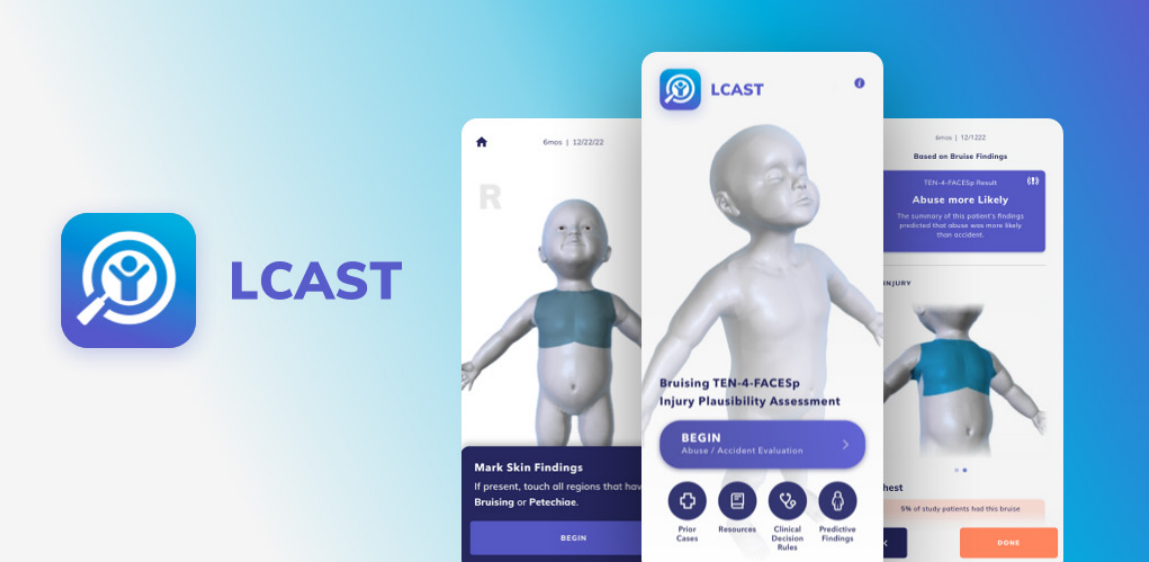 LCAST
6mos | 12/22/22
R
Mark Skin Findings
If present, touch all regions that hav
Bruising or Petechiae.
BEGIN
LCAST
Bruising TEN-4-FACESp
Injury Plausibility Assessment
BEGIN
Abuse / Accident Evaluation
Prior
Cases
Resources
Clinical
Decision
Rules
Predictive
Findings
6mos | 12/1222
Based on Bruise Findings
TEN-4-FACESp Result
Abuse more Likely
The summary of this patient's findings
predicted that abuse was more likely
than accident.
INJURY
hest
5% of study patients had this bruise
DONE